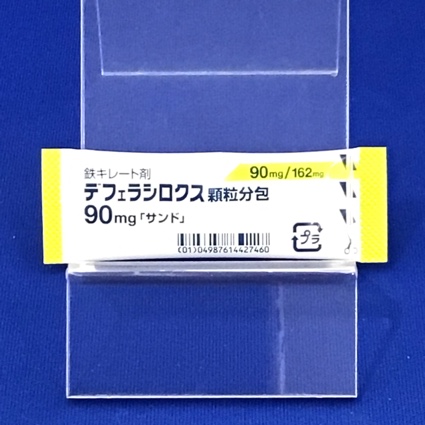 鉄キレート剤
90mg/162mg
デフェラシロクス顆粒分包
90mg「サンド」
(01)04987614427460
プラ